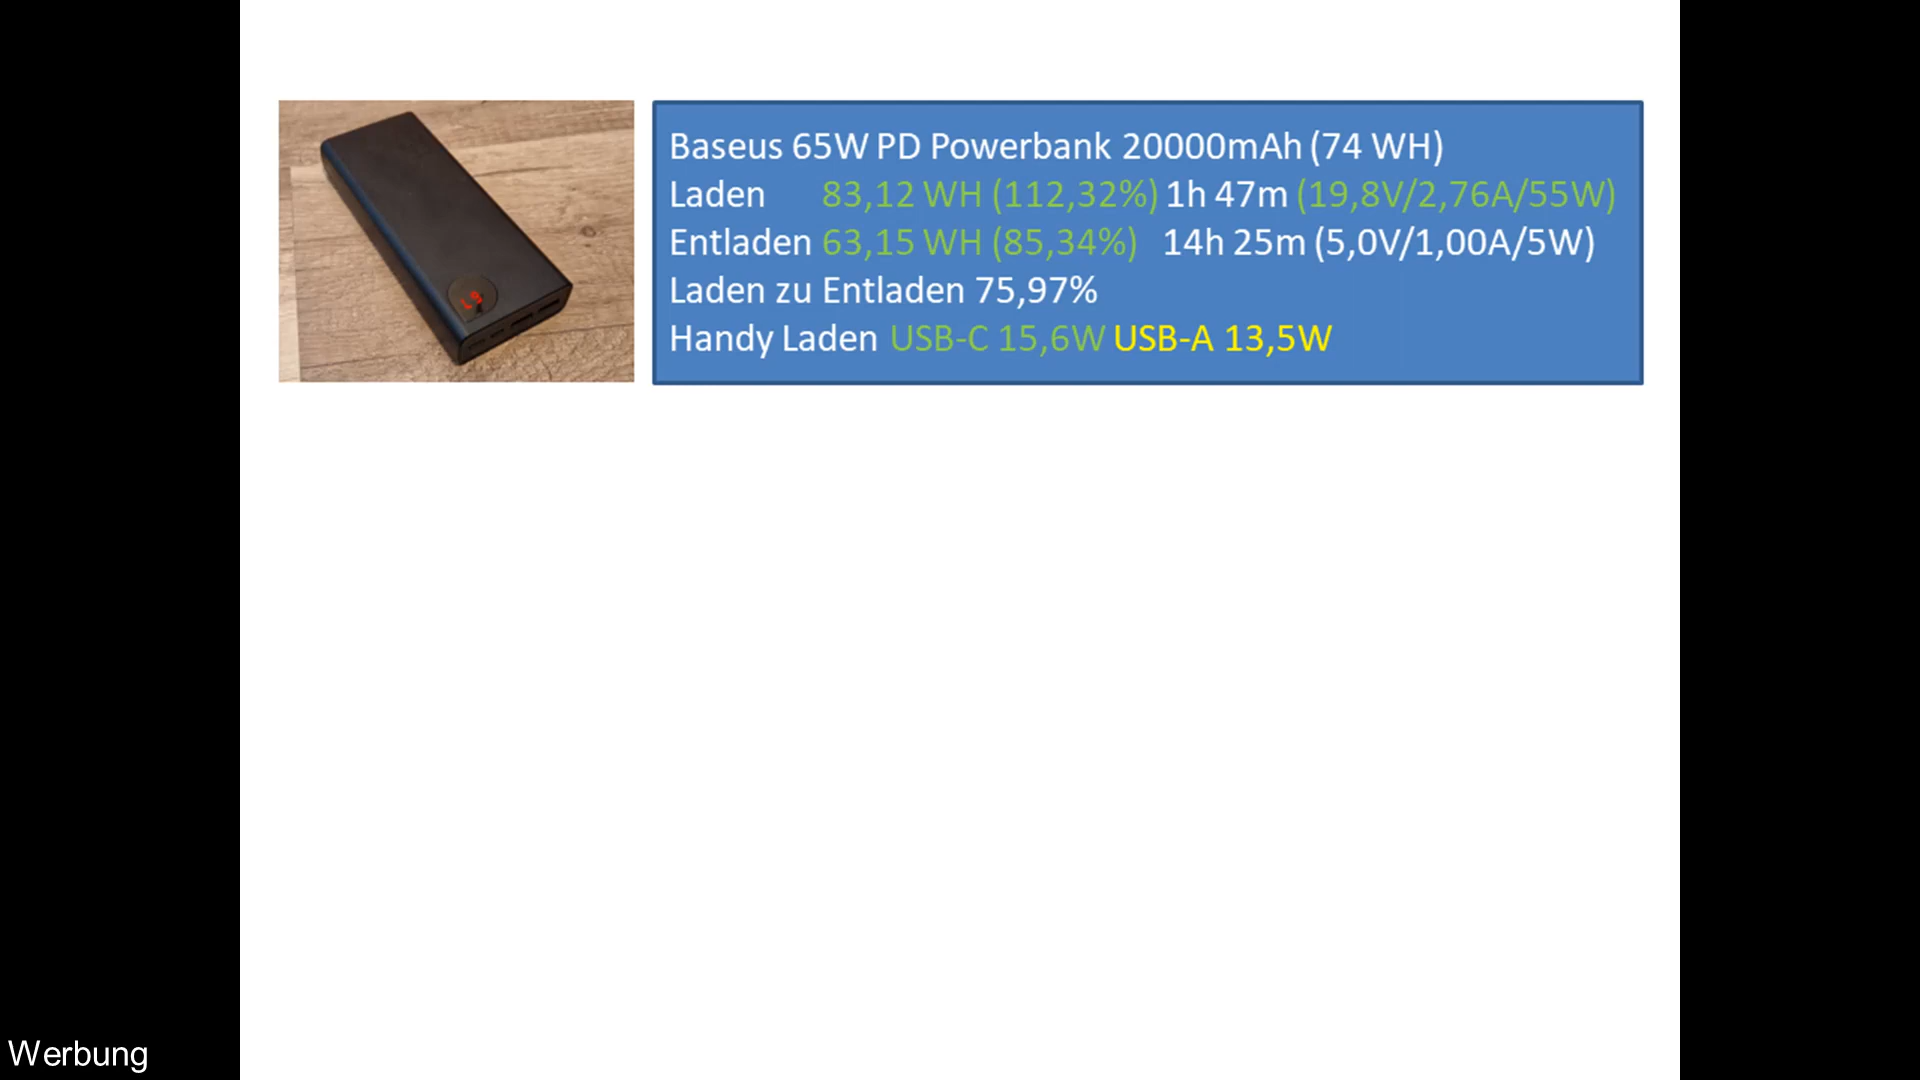 Baseus 65W PD Powerbank 20000mAh (74 WH)
Laden 83,12 WH (112,32%) 1h 47m (19,8V/2,76A/55W)
Entladen 63,15 WH (85,34%) 14h 25m (5,0V/1,00A/5W)
Laden zu Entladen 75,97%
Handy Laden USB-C 15,6W USB-A 13,5W
Werbung